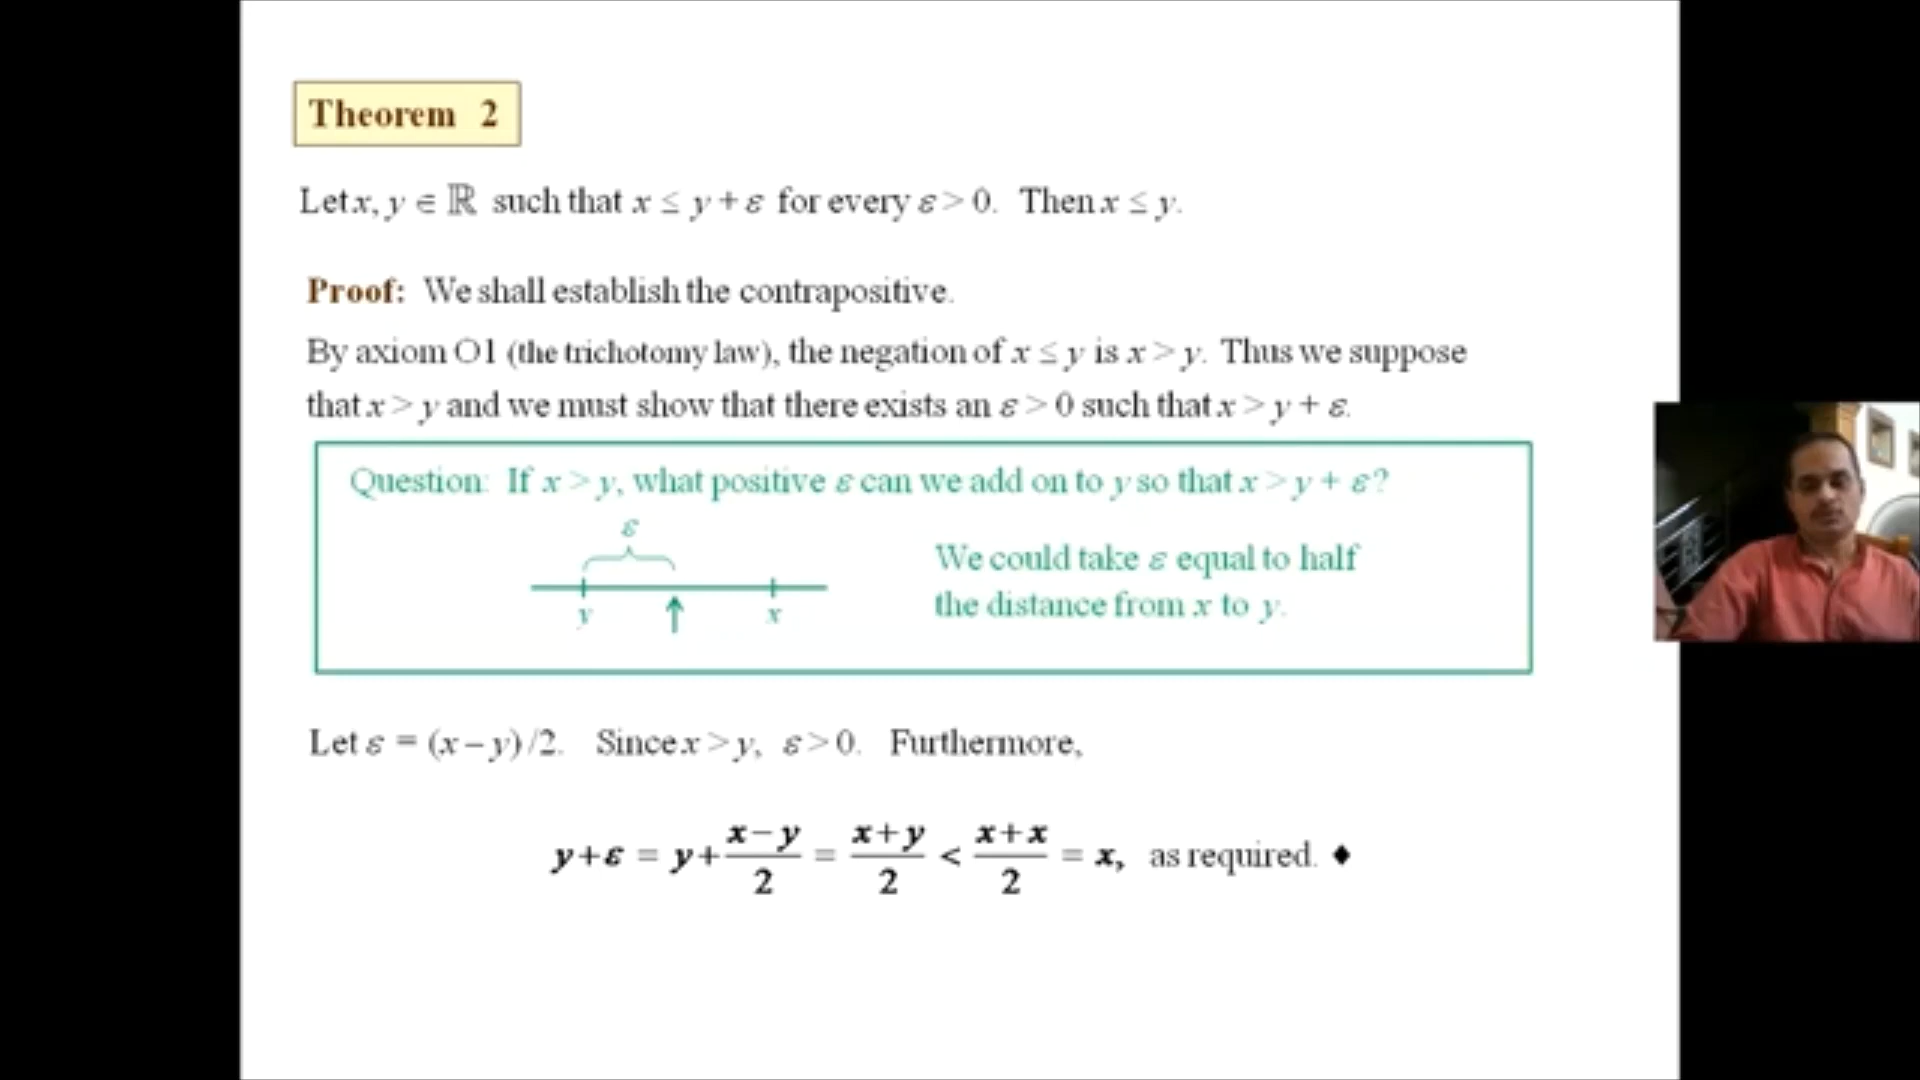 Theorem 2
Let x, y ∈ ℝ such that x ≤ y + ε for every ε > 0. Then x ≤ y.
Proof: We shall establish the contrapositive.
By axiom O1 (the trichotomy law), the negation of x ≤ y is x > y. Thus we suppose
that x > y and we must show that there exists an ε > 0 such that x > y + ε.
Question: If x > y, what positive ε can we add on to y so that x > y + ε?
ε
y x
We could take ε equal to half
the distance from x to y.
Let ε = (x – y)/2. Since x > y, ε > 0. Furthermore,
y+ε = y+(x−y)/2 = (x+y)/2 < (x+x)/2 = x, as required. ♦